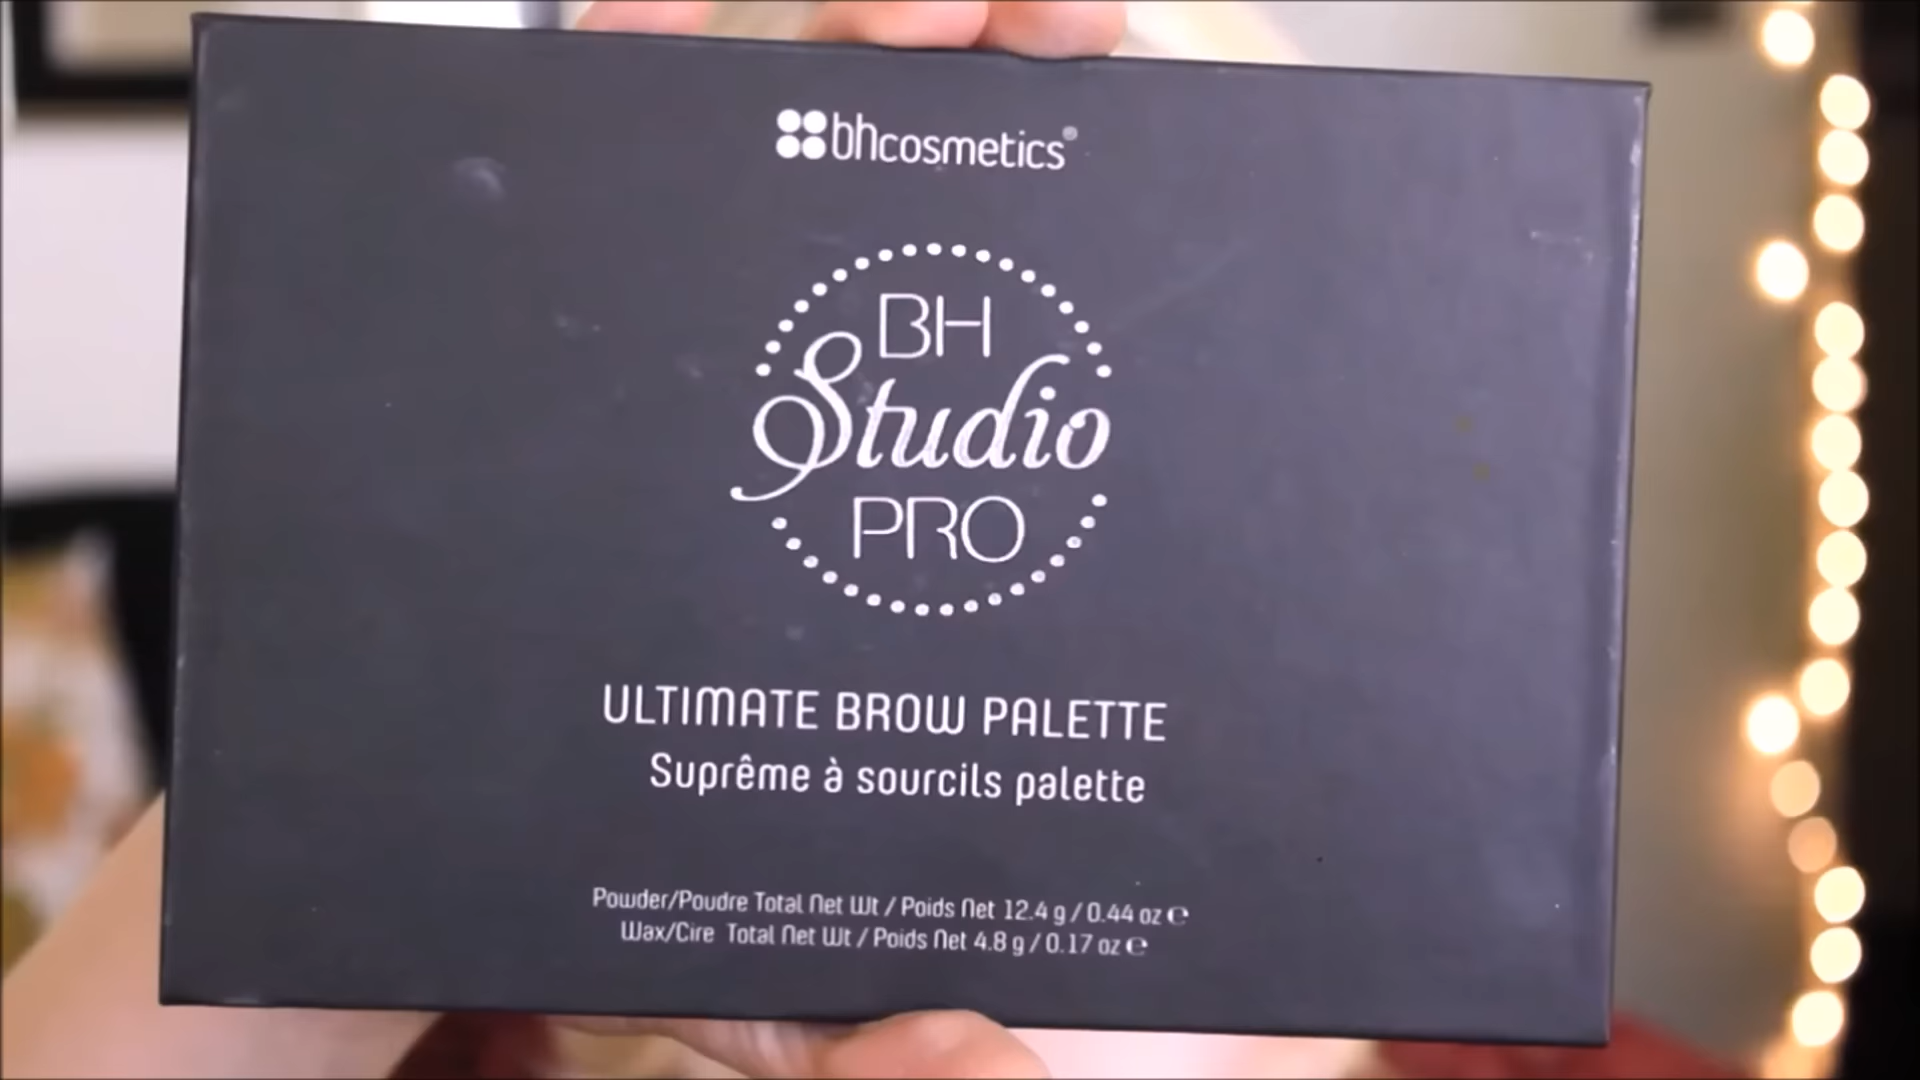 bhcosmetics®
BH
Studio
PRO
ULTIMATE BROW PALETTE
Suprême à sourcils palette
Powder/Poudre Total Net Wt / Poids Net 12.4 g / 0.44 oz ℮
Wax/Cire Total Net Wt / Poids Net 4.8 g / 0.17 oz ℮